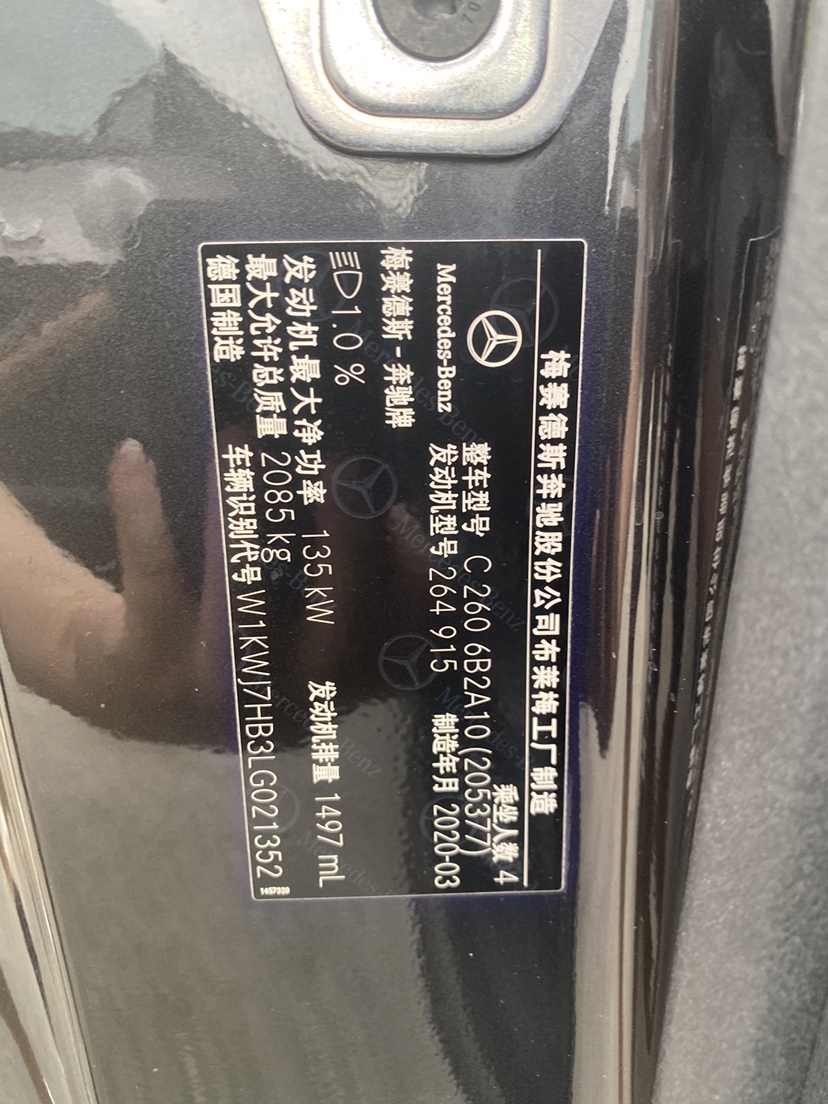 梅赛德斯奔驰股份公司布莱梅工厂制造
乘坐人数 4
整车型号 C 260 6B2A10 (205377)
Mercedes-Benz 发动机型号 264 915 制造年月 2020-03
梅赛德斯-奔驰牌
1.0 %
发动机最大净功率 135 kW 发动机排量 1497 mL
最大允许总质量 2085 kg
德国制造 车辆识别代号 W1KWJ7HB3LG021352
1457320